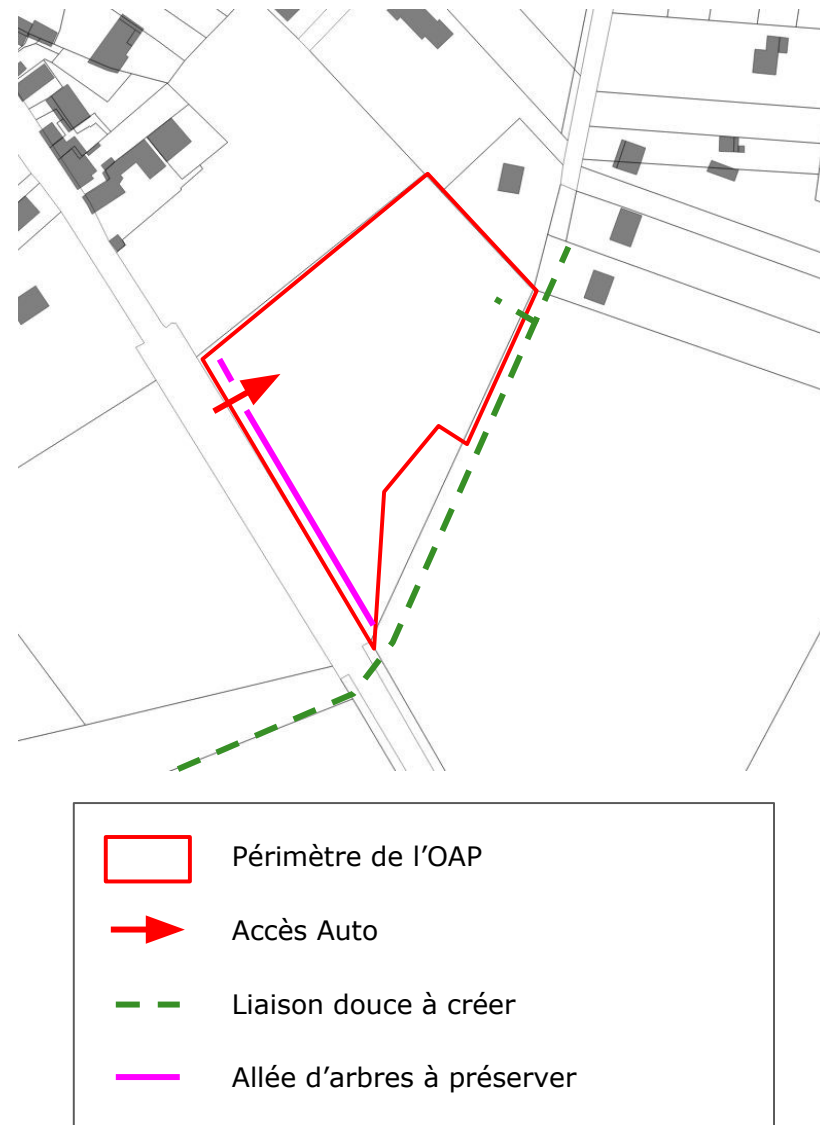 Périmètre de l’OAP
Accès Auto
Liaison douce à créer
Allée d’arbres à préserver